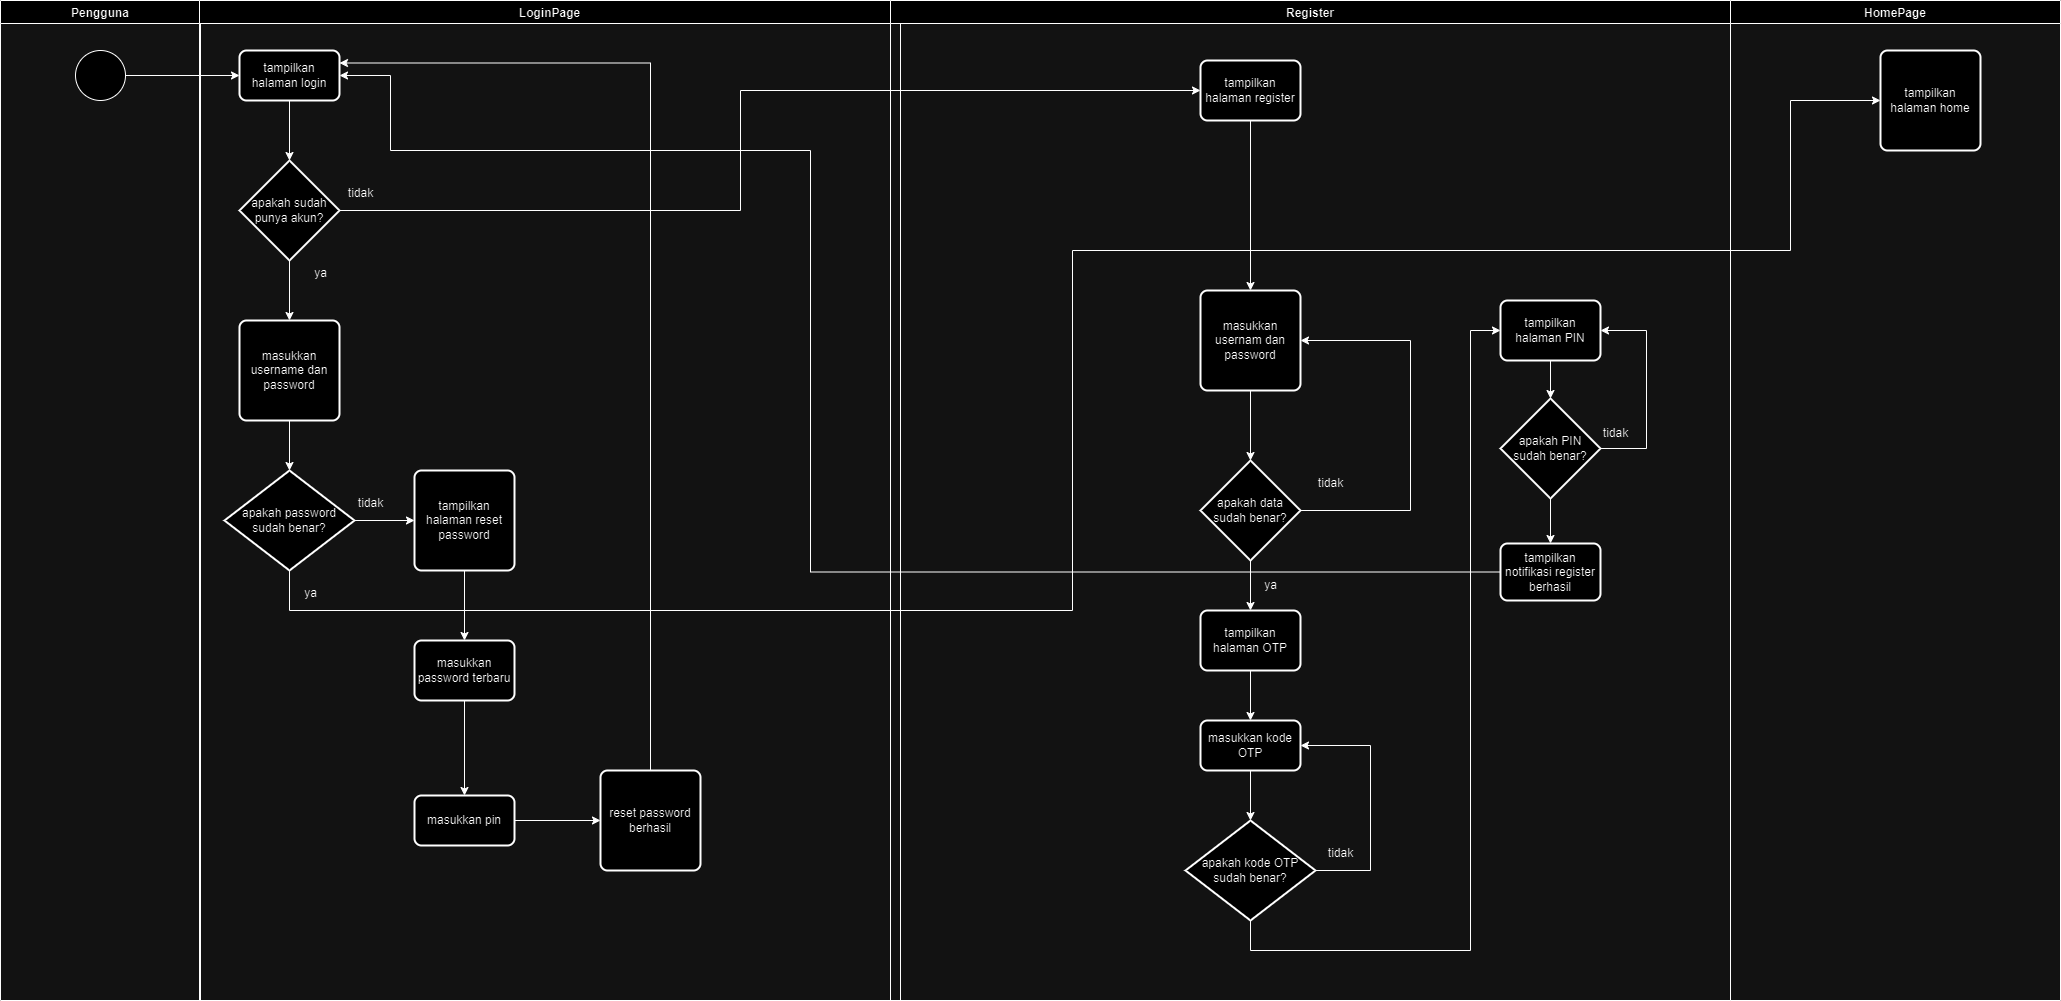 Pengguna
LoginPage
Register
HomePage
tampilkan
halaman login
apakah sudah
punya akun?
tidak
ya
masukkan
username dan
password
apakah password
sudah benar?
tidak
ya
tampilkan
halaman reset
password
masukkan
password terbaru
masukkan pin
reset password
berhasil
tampilkan
halaman register
masukkan
usernam dan
password
apakah data
sudah benar?
tidak
ya
tampilkan
halaman OTP
masukkan kode
OTP
apakah kode OTP
sudah benar?
tidak
tampilkan
halaman PIN
apakah PIN
sudah benar?
tidak
tampilkan
notifikasi register
berhasil
tampilkan
halaman home